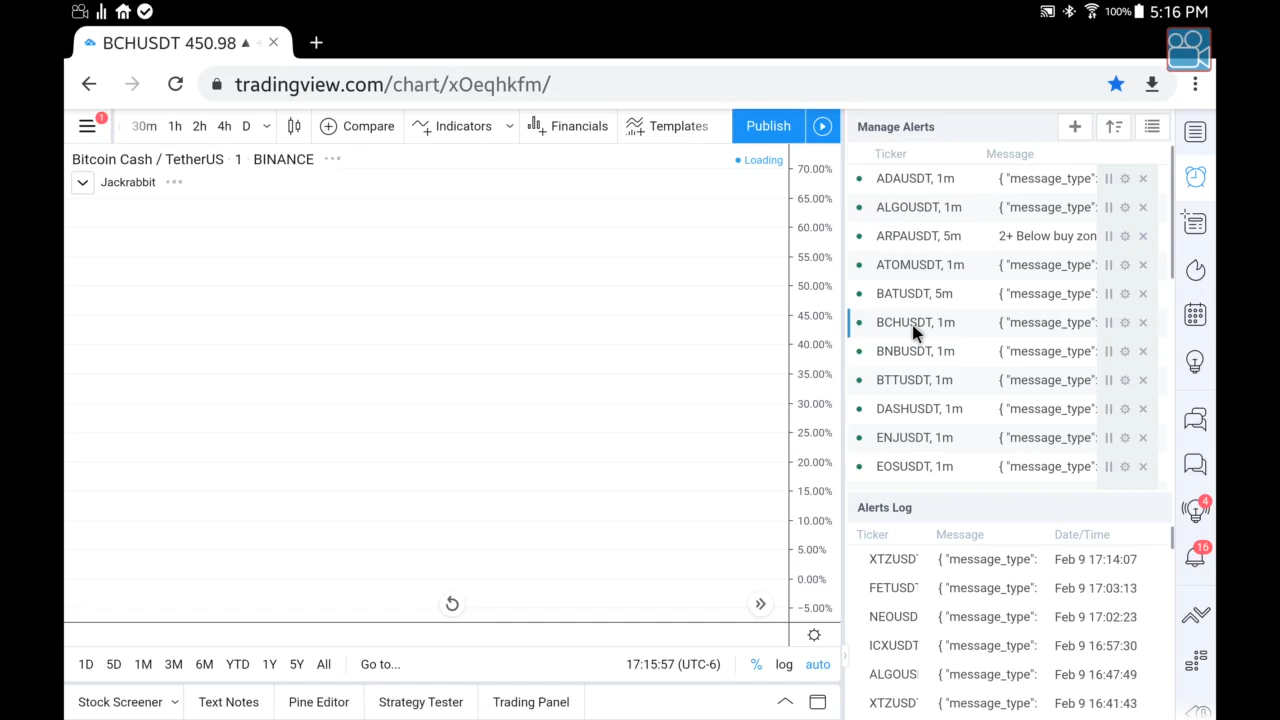 100% 5:16 PM
BCHUSDT 450.98
tradingview.com/chart/xOeqhkfm/
1 30m 1h 2h 4h D Compare Indicators Financials Templates Publish
Manage Alerts
Bitcoin Cash / TetherUS · 1 · BINANCE
Loading
Jackrabbit
70.00%
65.00%
60.00%
55.00%
50.00%
45.00%
40.00%
35.00%
30.00%
25.00%
20.00%
15.00%
10.00%
5.00%
0.00%
−5.00%
1D 5D 1M 3M 6M YTD 1Y 5Y All Go to... 17:15:57 (UTC-6) % log auto
Stock Screener Text Notes Pine Editor Strategy Tester Trading Panel
Ticker Message
ADAUSDT, 1m { "message_type":
ALGOUSDT, 1m { "message_type":
ARPAUSDT, 5m 2+ Below buy zon
ATOMUSDT, 1m { "message_type":
BATUSDT, 5m { "message_type":
BCHUSDT, 1m { "message_type":
BNBUSDT, 1m { "message_type":
BTTUSDT, 1m { "message_type":
DASHUSDT, 1m { "message_type":
ENJUSDT, 1m { "message_type":
EOSUSDT, 1m { "message_type":
Alerts Log
Ticker Message Date/Time
XTZUSD { "message_type": Feb 9 17:14:07
FETUSD { "message_type": Feb 9 17:03:13
NEOUSD { "message_type": Feb 9 17:02:23
ICXUSDT { "message_type": Feb 9 16:57:30
ALGOUS { "message_type": Feb 9 16:47:49
XTZUSD { "message_type": Feb 9 16:41:43
4
16